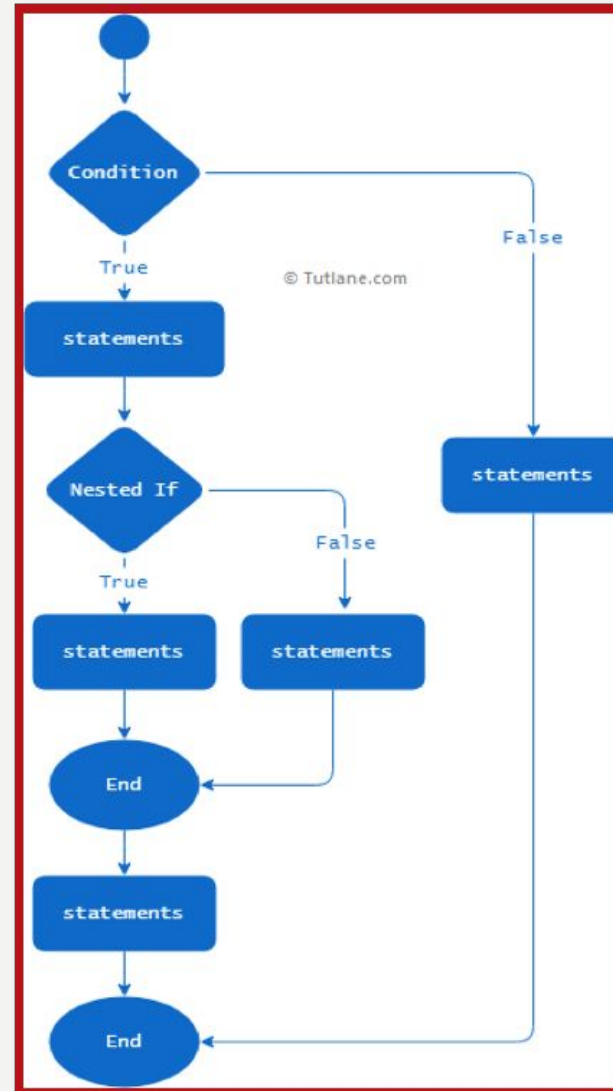 Condition
False
True
© Tutlane.com
statements
statements
Nested If
False
True
statements
statements
End
statements
End